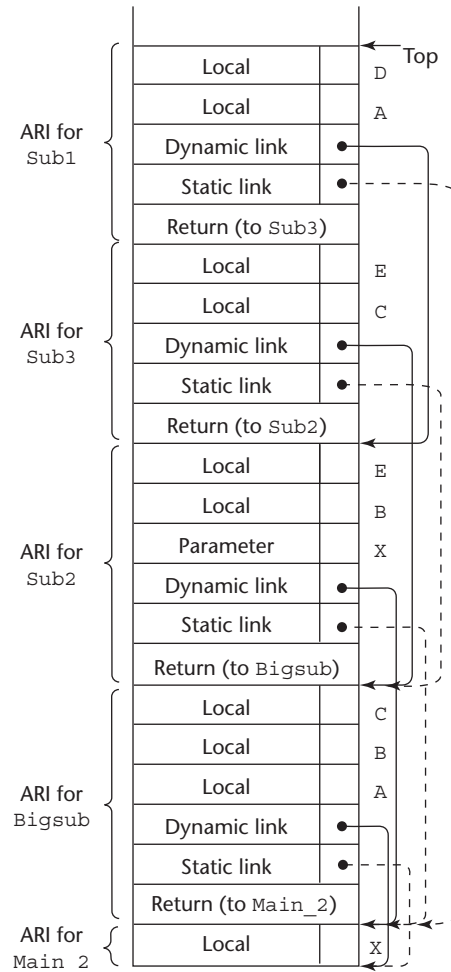 Top
Local D
Local A
ARI for
Sub1
Dynamic link
Static link
Return (to Sub3)
Local E
Local C
ARI for
Sub3
Dynamic link
Static link
Return (to Sub2)
Local E
Local B
Parameter X
ARI for
Sub2
Dynamic link
Static link
Return (to Bigsub)
Local C
Local B
Local A
ARI for
Bigsub
Dynamic link
Static link
Return (to Main_2)
ARI for
Main 2
Local X